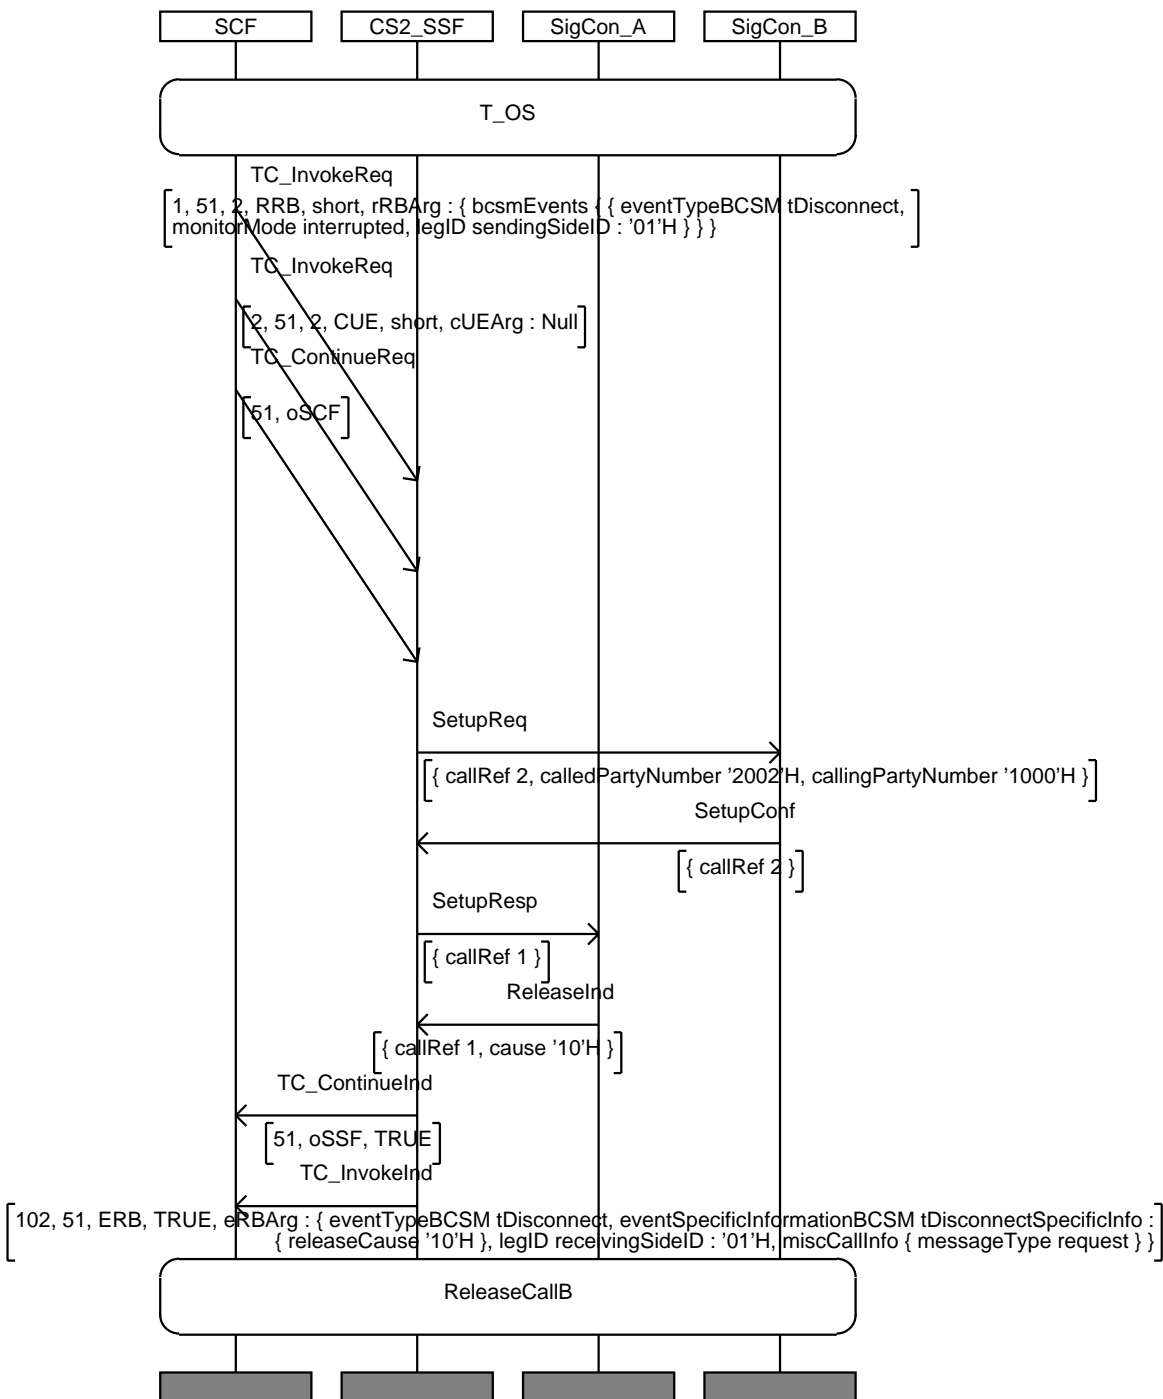 SCF CS2_SSF SigCon_A SigCon_B
T_OS
TC_InvokeReq
1, 51, 2, RRB, short, rRBArg : { bcsmEvents { { eventTypeBCSM tDisconnect,
monitorMode interrupted, legID sendingSideID : '01'H } } }
TC_InvokeReq
2, 51, 2, CUE, short, cUEArg : Null
TC_ContinueReq
51, oSCF
SetupReq
{ callRef 2, calledPartyNumber '2002'H, callingPartyNumber '1000'H }
SetupConf
{ callRef 2 }
SetupResp
{ callRef 1 }
ReleaseInd
{ callRef 1, cause '10'H }
TC_ContinueInd
51, oSSF, TRUE
TC_InvokeInd
102, 51, ERB, TRUE, eRBArg : { eventTypeBCSM tDisconnect, eventSpecificInformationBCSM tDisconnectSpecificInfo :
{ releaseCause '10'H }, legID receivingSideID : '01'H, miscCallInfo { messageType request } }
ReleaseCallB